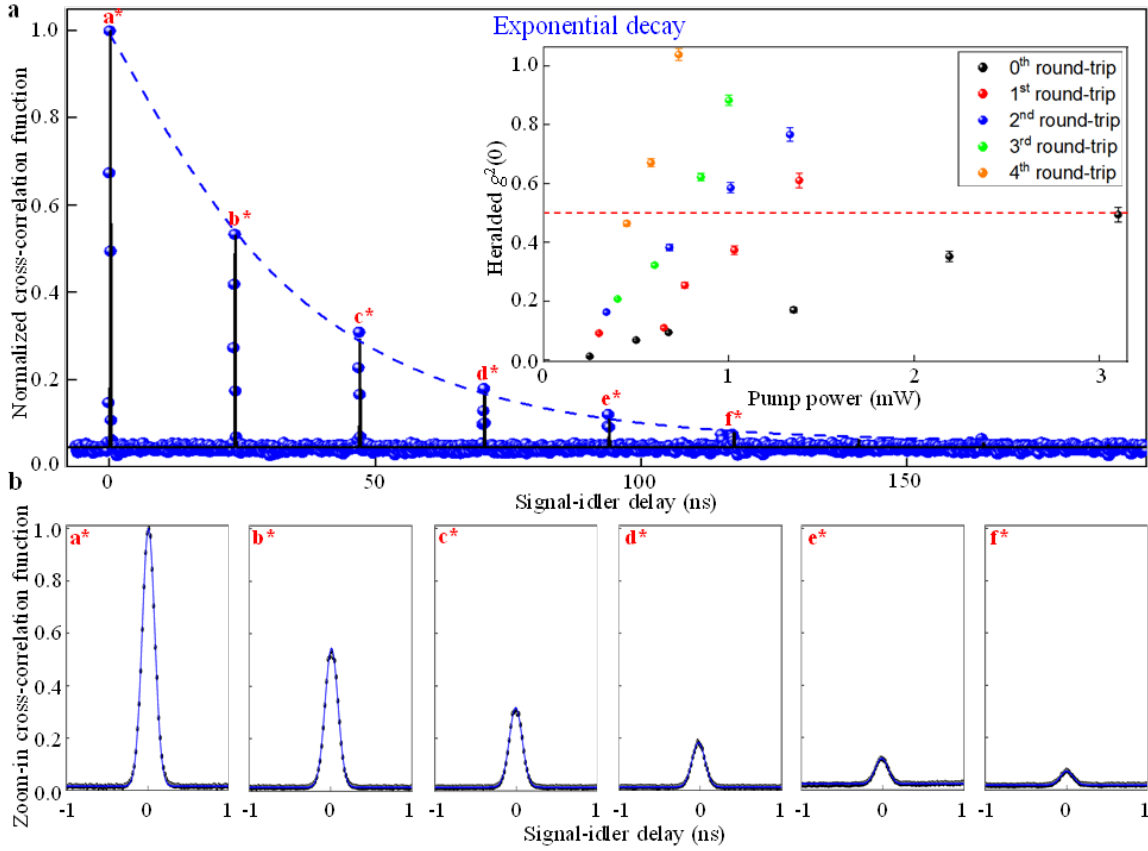 a
Exponential decay
a*
b*
c*
d*
e*
f*
Normalized cross-correlation function
1.0
0.8
0.6
0.4
0.2
0.0
0
50
100
150
Signal-idler delay (ns)
Heralded g²(0)
1.0
0.8
0.6
0.4
0.2
0.0
0
1
2
3
Pump power (mW)
0th round-trip
1st round-trip
2nd round-trip
3rd round-trip
4th round-trip
b
Zoom-in cross-correlation function
1.0
0.8
0.6
0.4
0.2
0.0
a*
b*
c*
d*
e*
f*
-1 0 1
-1 0 1
-1 0 1
-1 0 1
-1 0 1
-1 0 1
Signal-idler delay (ns)